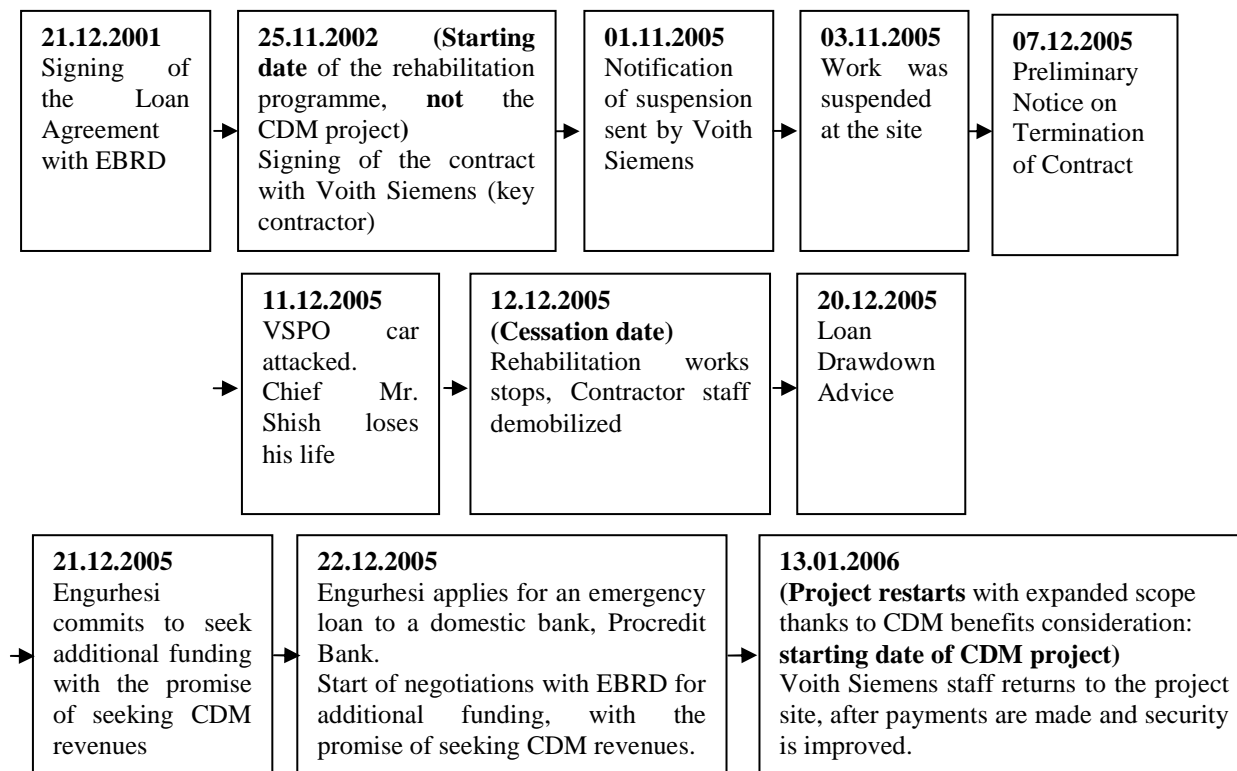 21.12.2001
Signing of
the Loan
Agreement
with EBRD
25.11.2002 (Starting
date of the rehabilitation
programme, not the
CDM project)
Signing of the contract
with Voith Siemens (key
contractor)
01.11.2005
Notification
of suspension
sent by Voith
Siemens
03.11.2005
Work was
suspended
at the site
07.12.2005
Preliminary
Notice on
Termination
of Contract
11.12.2005
VSPO car
attacked.
Chief Mr.
Shish loses
his life
12.12.2005
(Cessation date)
Rehabilitation works
stops, Contractor staff
demobilized
20.12.2005
Loan
Drawdown
Advice
21.12.2005
Engurhesi
commits to seek
additional funding
with the promise
of seeking CDM
revenues
22.12.2005
Engurhesi applies for an emergency
loan to a domestic bank, Procredit
Bank.
Start of negotiations with EBRD for
additional funding, with the
promise of seeking CDM revenues.
13.01.2006
(Project restarts with expanded scope
thanks to CDM benefits consideration:
starting date of CDM project)
Voith Siemens staff returns to the project
site, after payments are made and security
is improved.